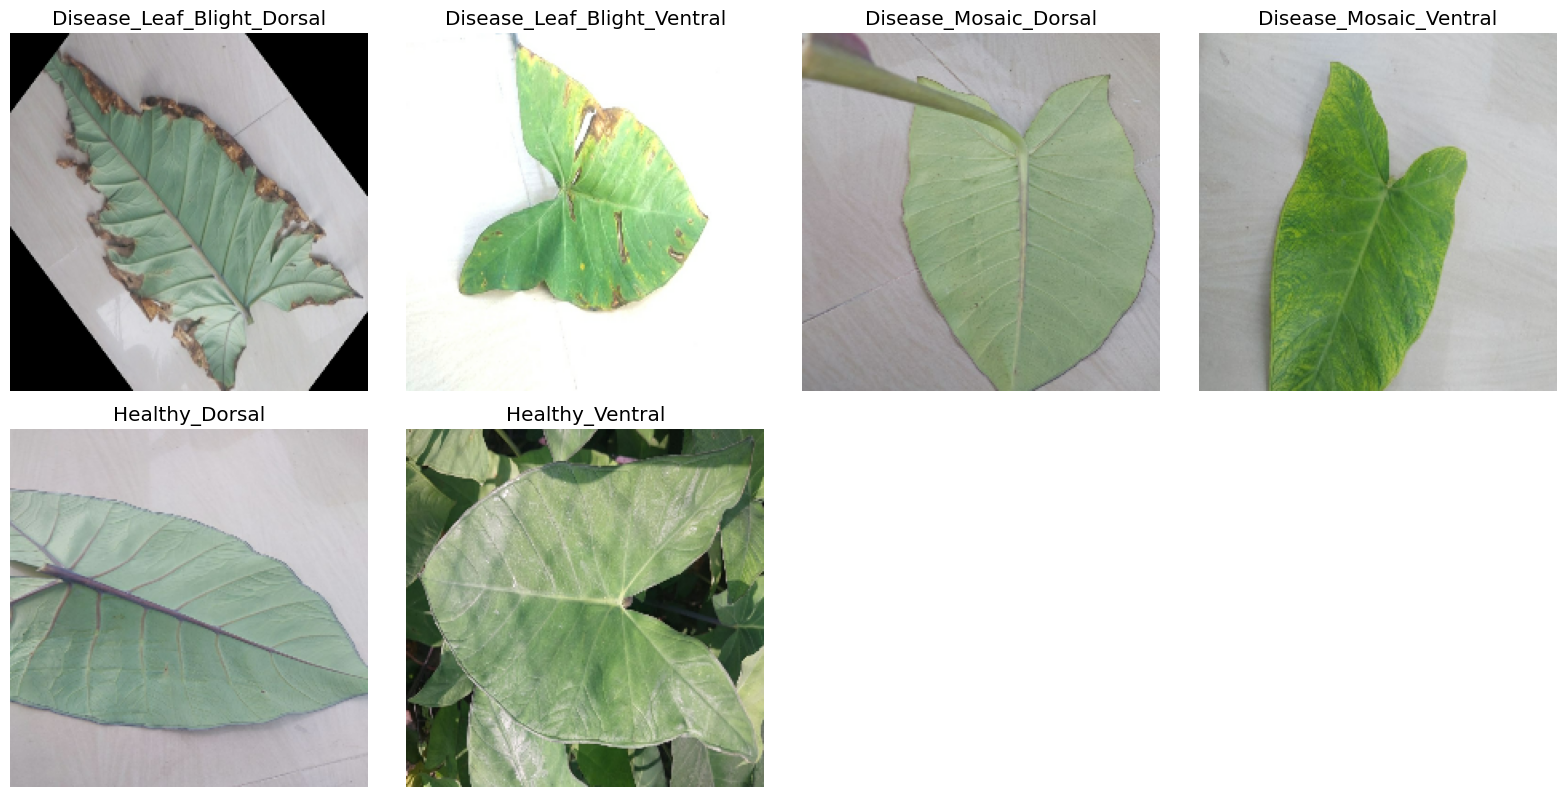 Disease_Leaf_Blight_Dorsal
Disease_Leaf_Blight_Ventral
Disease_Mosaic_Dorsal
Disease_Mosaic_Ventral
Healthy_Dorsal
Healthy_Ventral